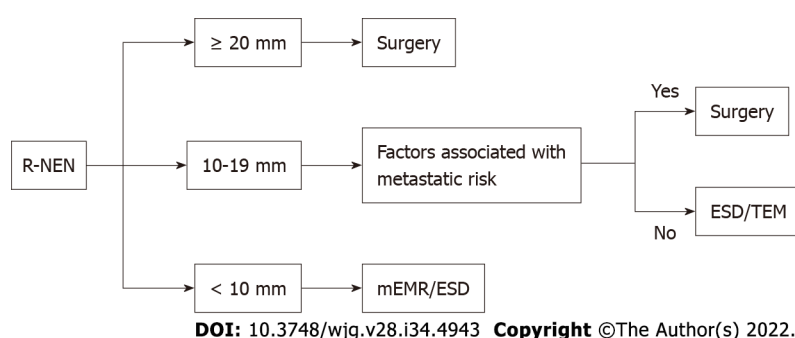 ≥ 20 mm
Surgery
R-NEN
10-19 mm
Factors associated with
metastatic risk
Yes
Surgery
No
ESD/TEM
< 10 mm
mEMR/ESD
DOI: 10.3748/wjg.v28.i34.4943 Copyright ©The Author(s) 2022.